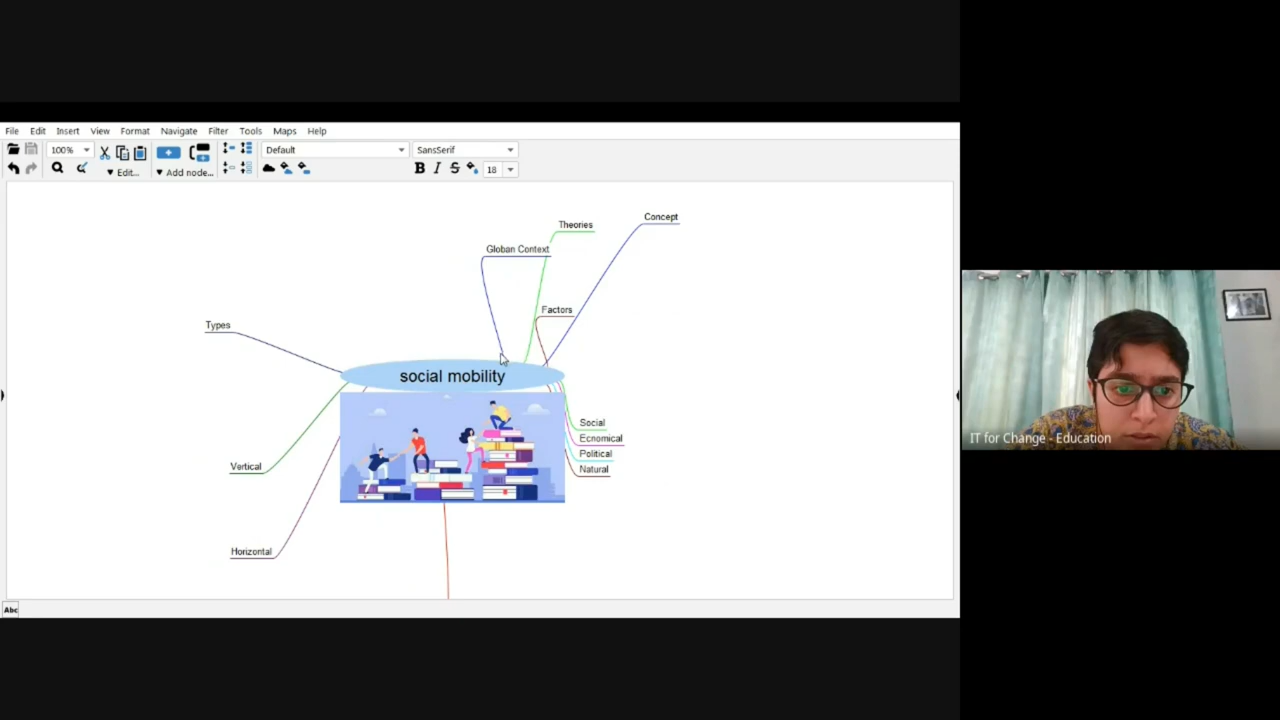 File Edit Insert View Format Navigate Filter Tools Maps Help
100% Default SansSerif
Edit... Add node... B I S 18
Concept
Theories
Globan Context
Factors
Types
social mobility
Social
Ecnomical
Political
Natural
Vertical
Horizontal
IT for Change - Education
Abc